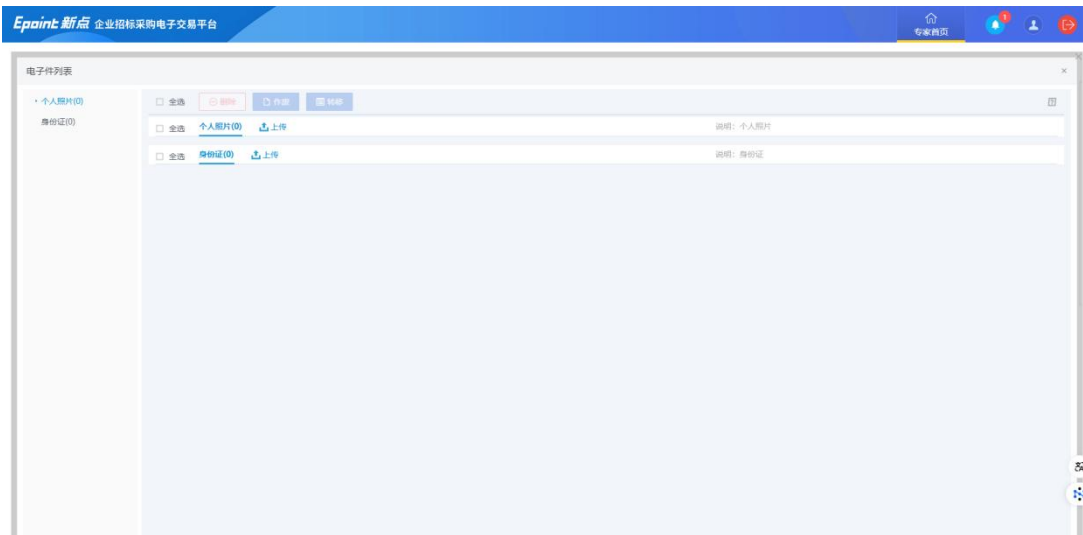 Epoint 新点 企业招标采购电子交易平台
专家首页
1
电子件列表
个人照片(0)
身份证(0)
全选 删除 作废 转移
全选 个人照片(0) 上传 说明：个人照片
全选 身份证(0) 上传 说明：身份证